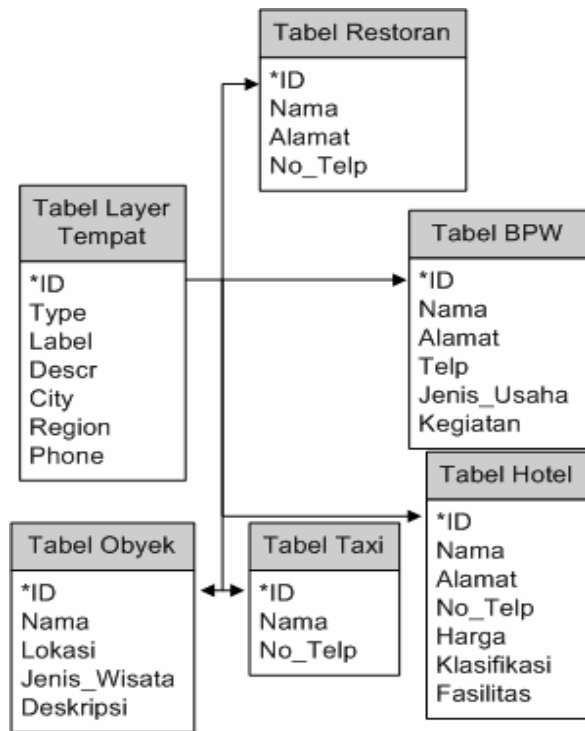 Tabel Restoran
*ID
Nama
Alamat
No_Telp
Tabel Layer
Tempat
*ID
Type
Label
Descr
City
Region
Phone
Tabel BPW
*ID
Nama
Alamat
Telp
Jenis_Usaha
Kegiatan
Tabel Obyek
*ID
Nama
Lokasi
Jenis_Wisata
Deskripsi
Tabel Taxi
*ID
Nama
No_Telp
Tabel Hotel
*ID
Nama
Alamat
No_Telp
Harga
Klasifikasi
Fasilitas